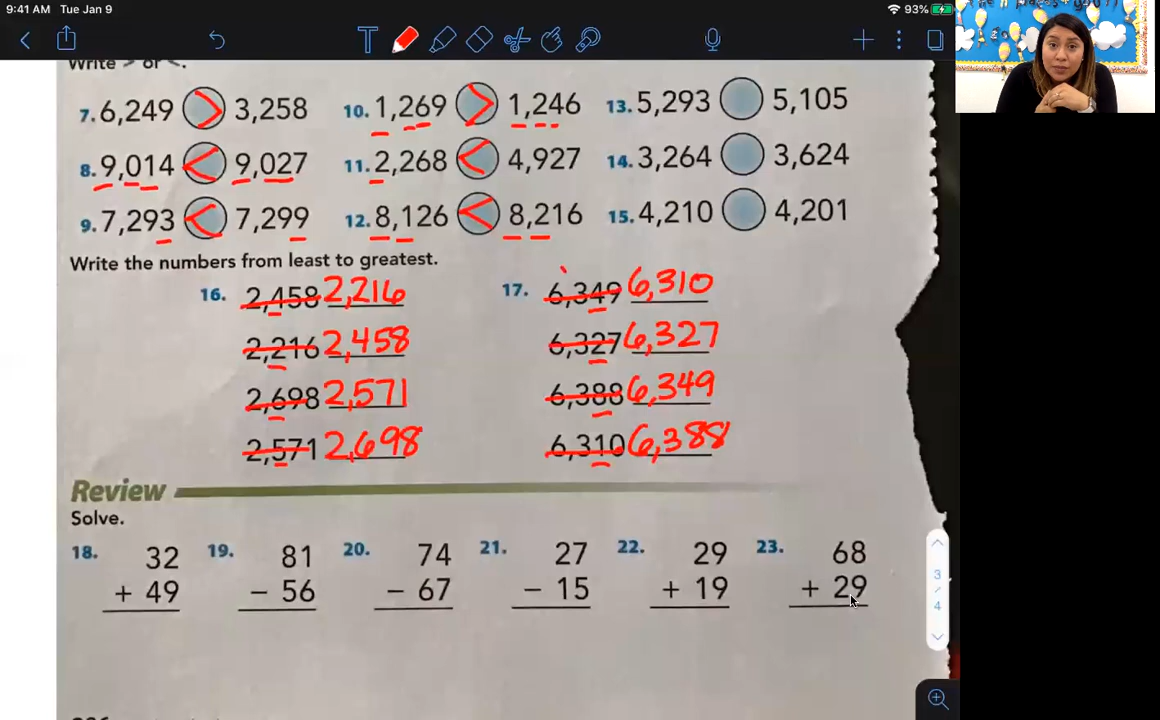 9:41 AM Tue Jan 9
93%
T
Write > or <.
7. 6,249 > 3,258
10. 1,269 > 1,246
13. 5,293 5,105
8. 9,014 < 9,027
11. 2,268 < 4,927
14. 3,264 3,624
9. 7,293 < 7,299
12. 8,126 < 8,216
15. 4,210 4,201
Write the numbers from least to greatest.
16. 2,458 2,216
17. 6,349 6,310
2,216 2,458
6,327 6,327
2,698 2,571
6,388 6,349
2,571 2,698
6,310 6,388
Review
Solve.
18. 32
+ 49
19. 81
- 56
20. 74
- 67
21. 27
- 15
22. 29
+ 19
23. 68
+ 29
3
/
4